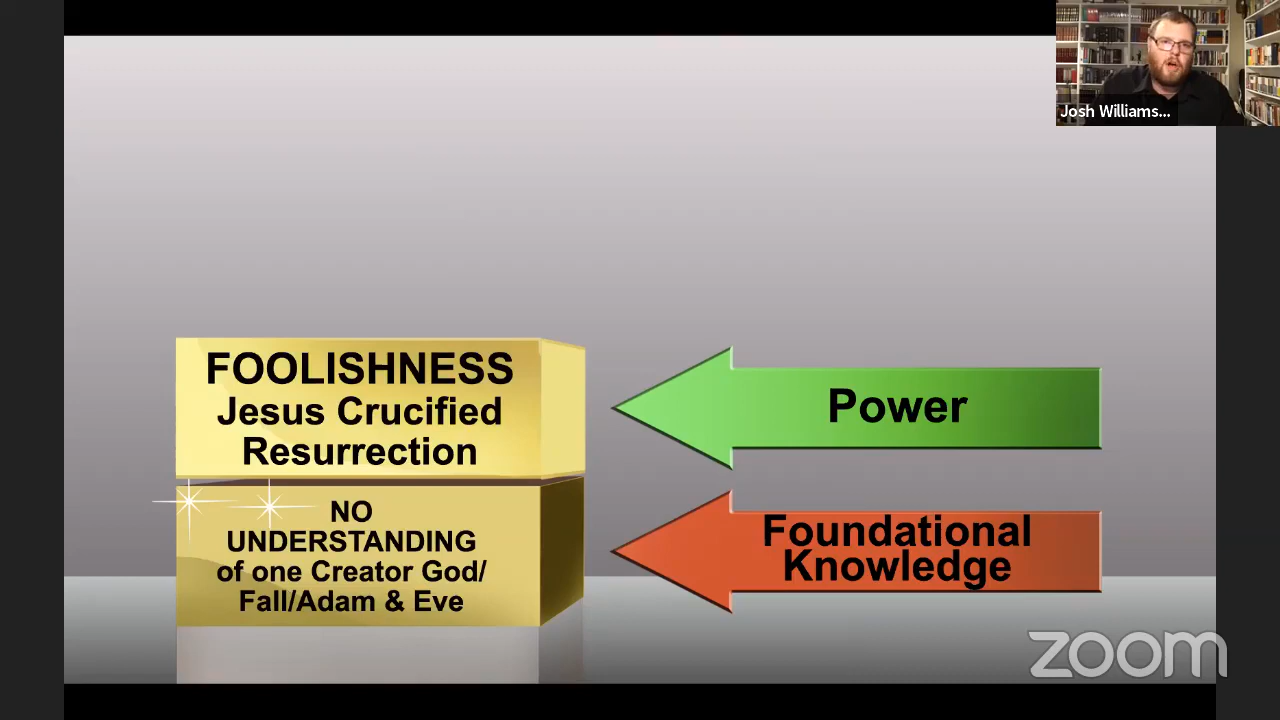 Josh Williams...
FOOLISHNESS
Jesus Crucified
Resurrection
Power
NO
UNDERSTANDING
of one Creator God/
Fall/Adam & Eve
Foundational
Knowledge
zoom